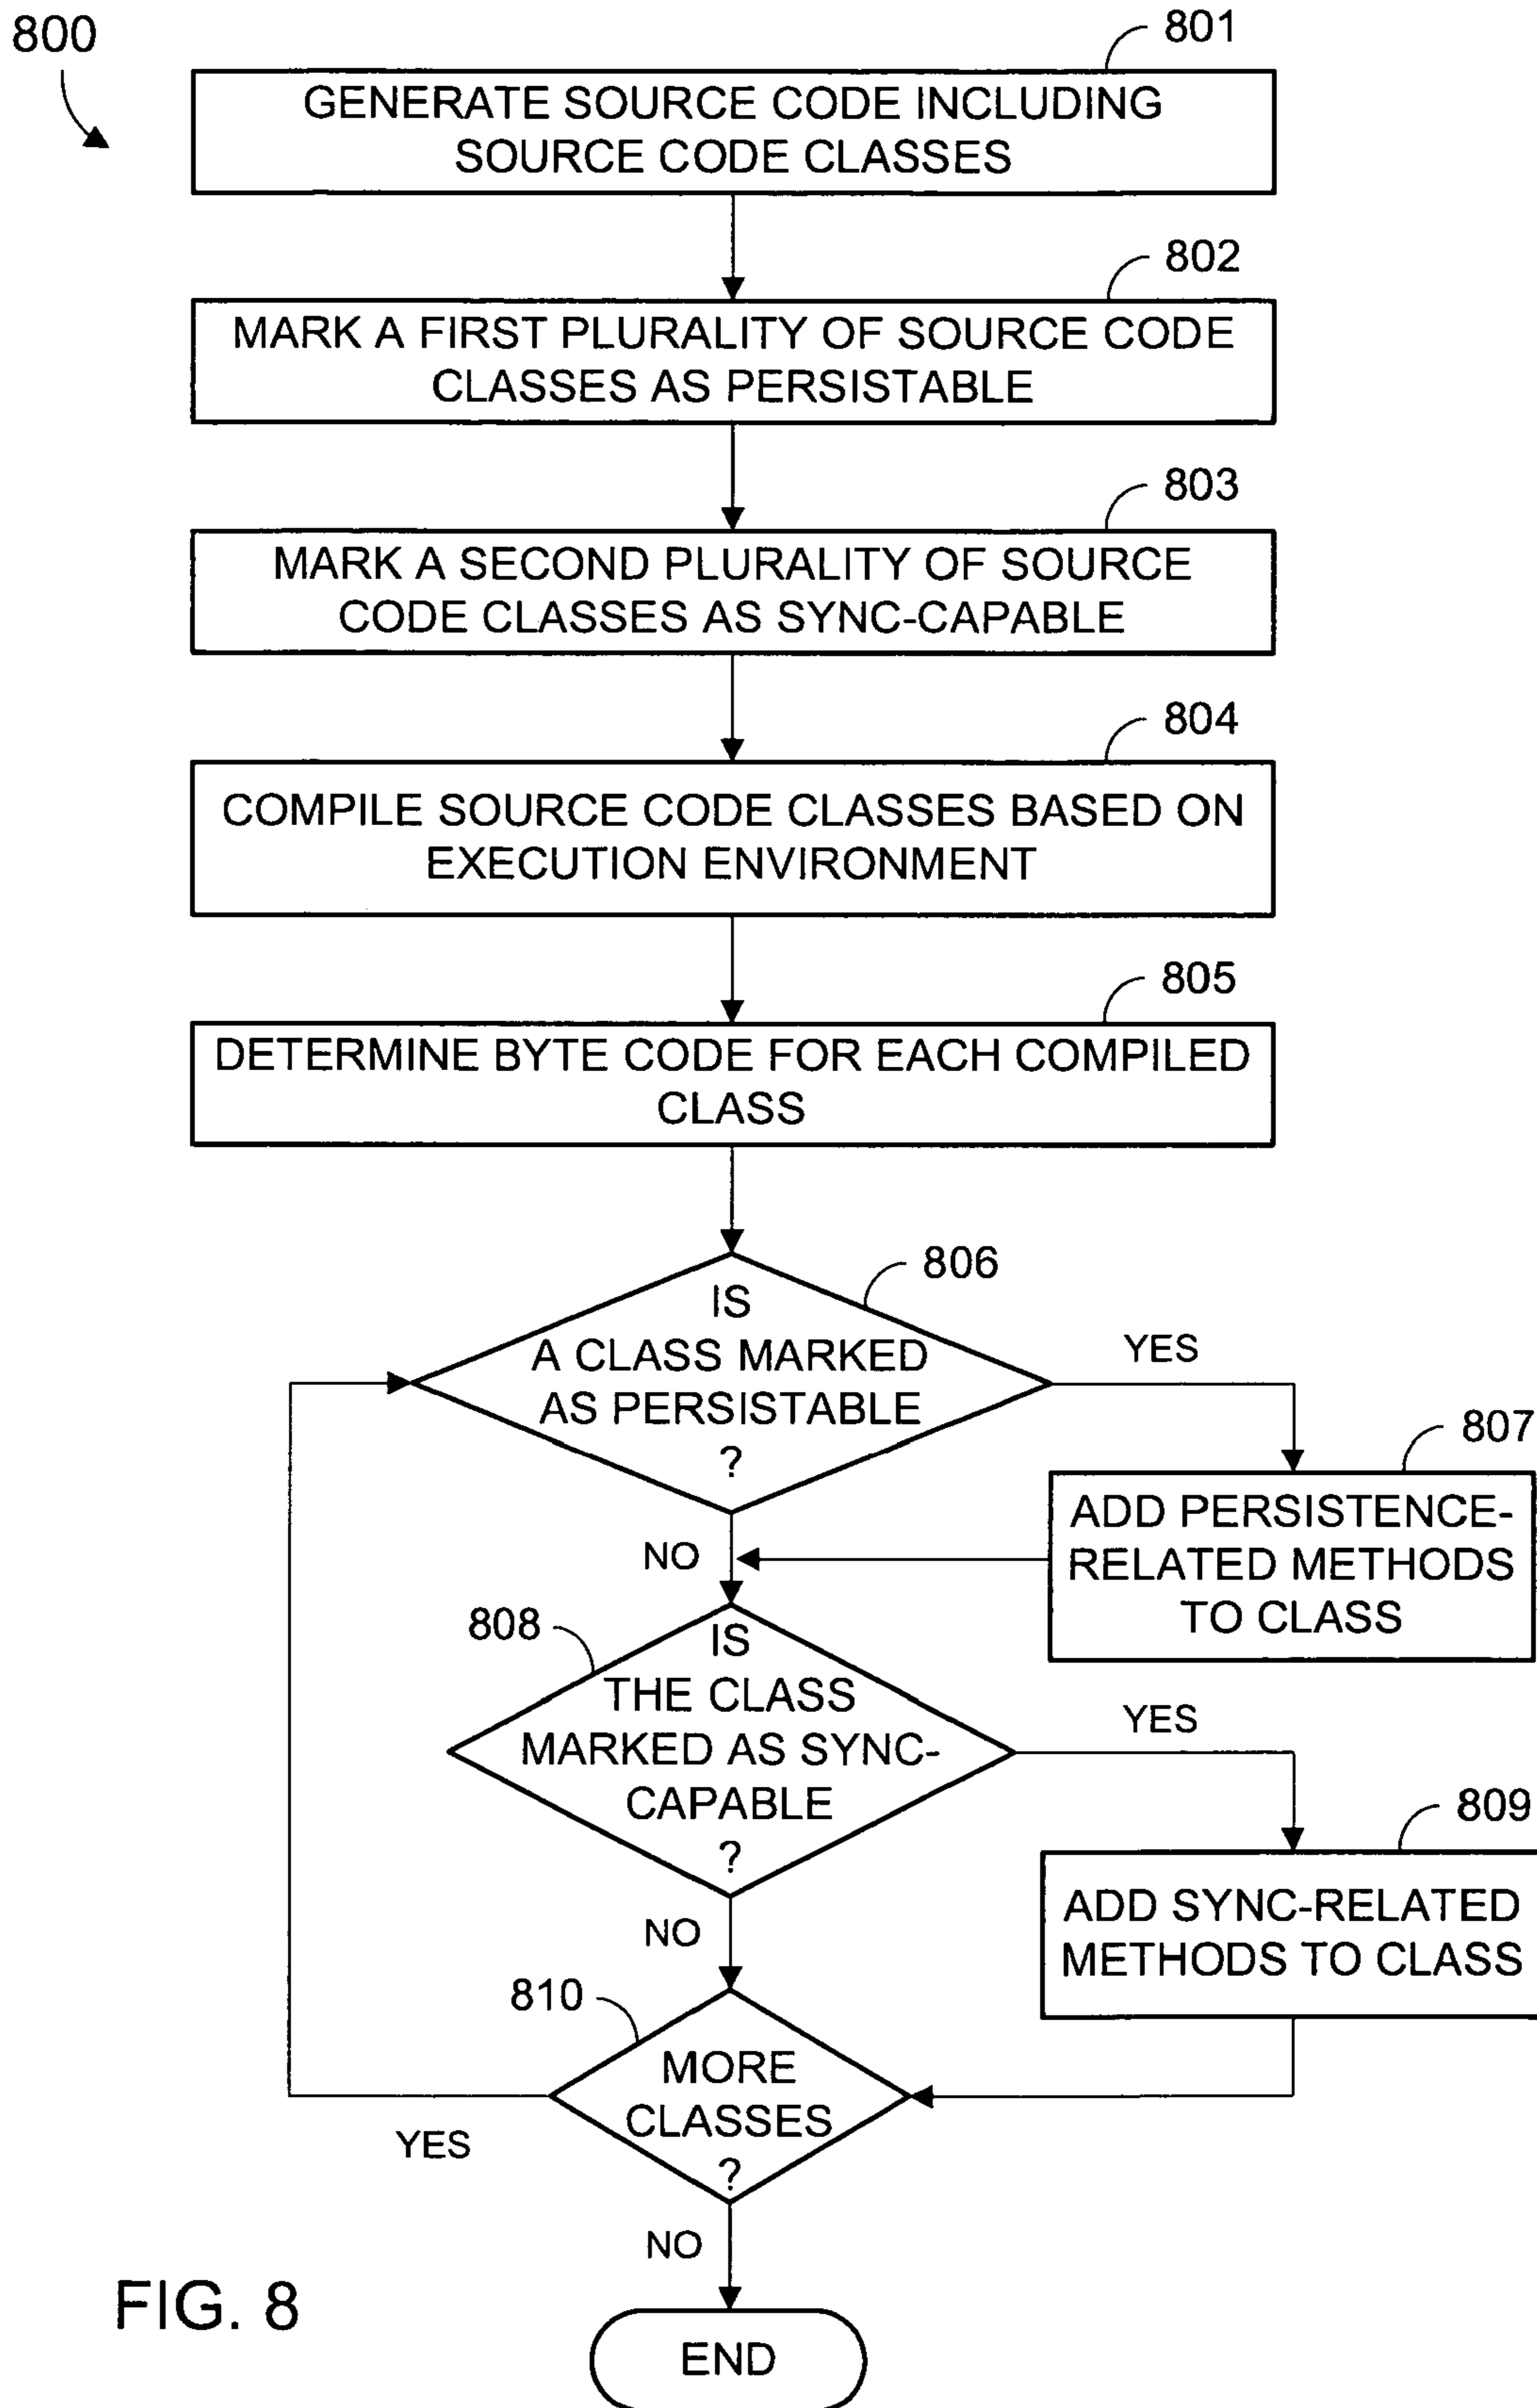 800
801
GENERATE SOURCE CODE INCLUDING
SOURCE CODE CLASSES
802
MARK A FIRST PLURALITY OF SOURCE CODE
CLASSES AS PERSISTABLE
803
MARK A SECOND PLURALITY OF SOURCE
CODE CLASSES AS SYNC-CAPABLE
804
COMPILE SOURCE CODE CLASSES BASED ON
EXECUTION ENVIRONMENT
805
DETERMINE BYTE CODE FOR EACH COMPILED
CLASS
806
IS
A CLASS MARKED
AS PERSISTABLE
?
YES
807
ADD PERSISTENCE-
RELATED METHODS
TO CLASS
NO
808
IS
THE CLASS
MARKED AS SYNC-
CAPABLE
?
YES
809
ADD SYNC-RELATED
METHODS TO CLASS
NO
810
MORE
CLASSES
?
YES
NO
END
FIG. 8